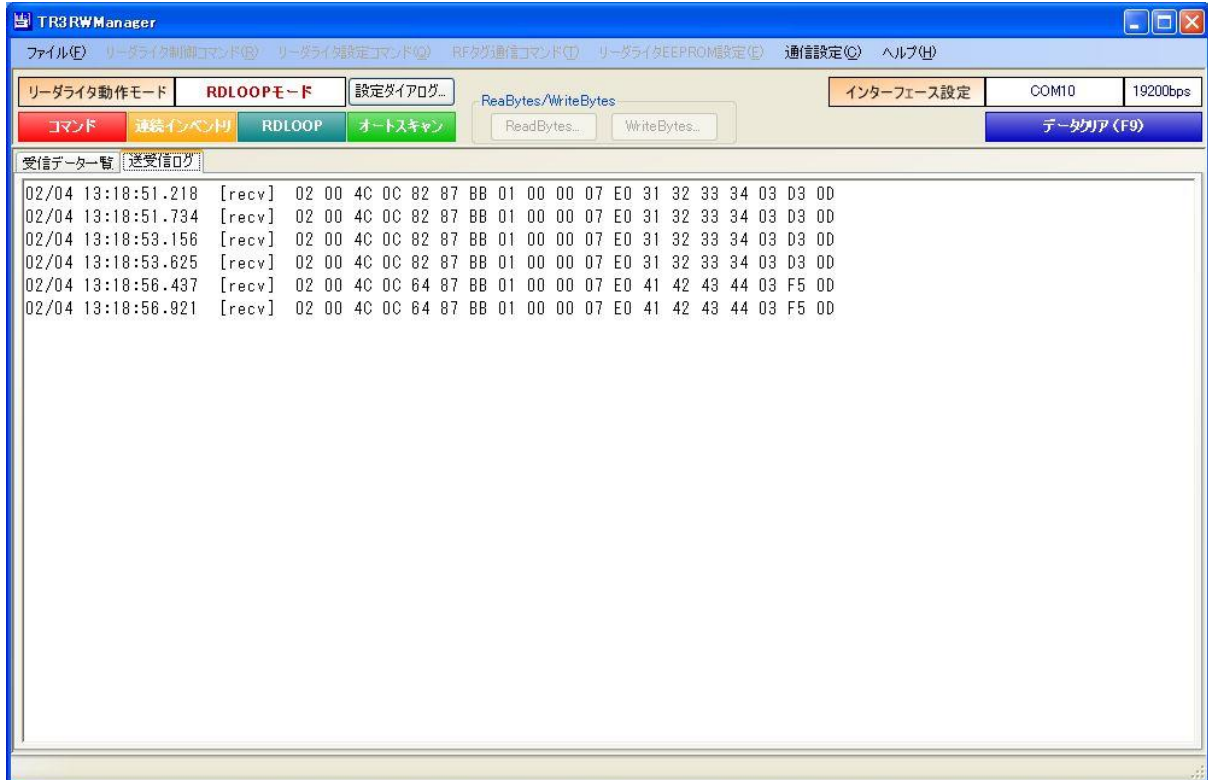 TR3RWManager
ファイル(F) リーダライタ制御コマンド(R) リーダライタ設定コマンド(Q) RFタグ通信コマンド(T) リーダライタEEPROM設定(E) 通信設定(C) ヘルプ(H)
リーダライタ動作モード RDLOOPモード 設定ダイアログ... ReaBytes/WriteBytes インターフェース設定 COM10 19200bps
コマンド 連続インベントリ RDLOOP オートスキャン ReadBytes... WriteBytes... データクリア(F9)
受信データ一覧 送受信ログ
02/04 13:18:51.218 [recv] 02 00 4C 0C 82 87 BB 01 00 00 07 E0 31 32 33 34 03 D3 0D
02/04 13:18:51.734 [recv] 02 00 4C 0C 82 87 BB 01 00 00 07 E0 31 32 33 34 03 D3 0D
02/04 13:18:53.156 [recv] 02 00 4C 0C 82 87 BB 01 00 00 07 E0 31 32 33 34 03 D3 0D
02/04 13:18:53.625 [recv] 02 00 4C 0C 82 87 BB 01 00 00 07 E0 31 32 33 34 03 D3 0D
02/04 13:18:56.437 [recv] 02 00 4C 0C 64 87 BB 01 00 00 07 E0 41 42 43 44 03 F5 0D
02/04 13:18:56.921 [recv] 02 00 4C 0C 64 87 BB 01 00 00 07 E0 41 42 43 44 03 F5 0D